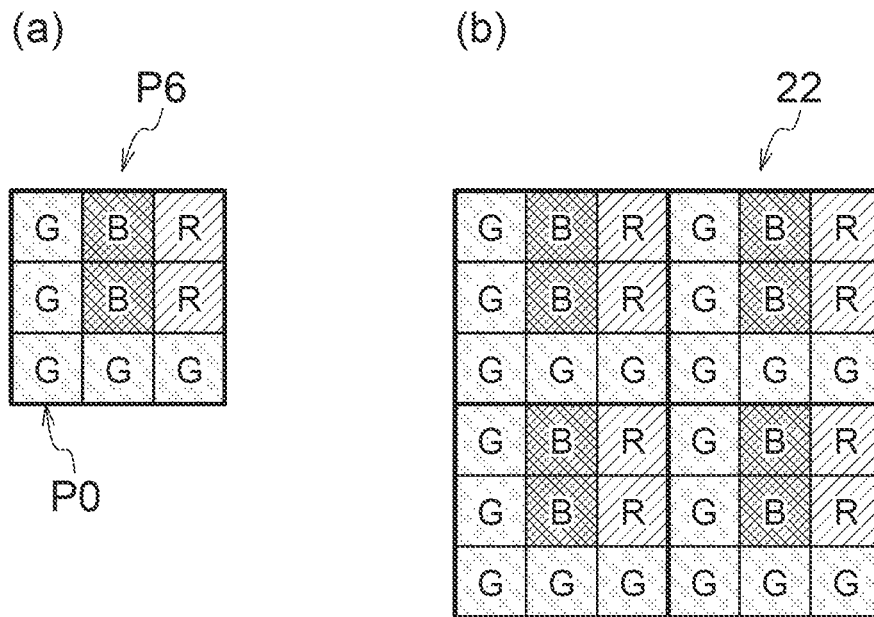 (a)
P6
G B R
G B R
G G G
P0
(b)
22
G B R G B R
G B R G B R
G G G G G G
G B R G B R
G B R G B R
G G G G G G